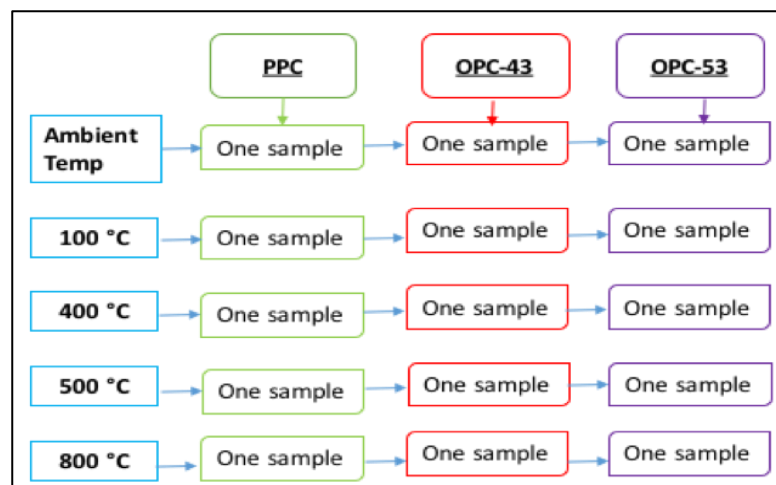 PPC OPC-43 OPC-53
Ambient
Temp
One sample One sample One sample
100 °C One sample One sample One sample
400 °C One sample One sample One sample
500 °C One sample One sample One sample
800 °C One sample One sample One sample